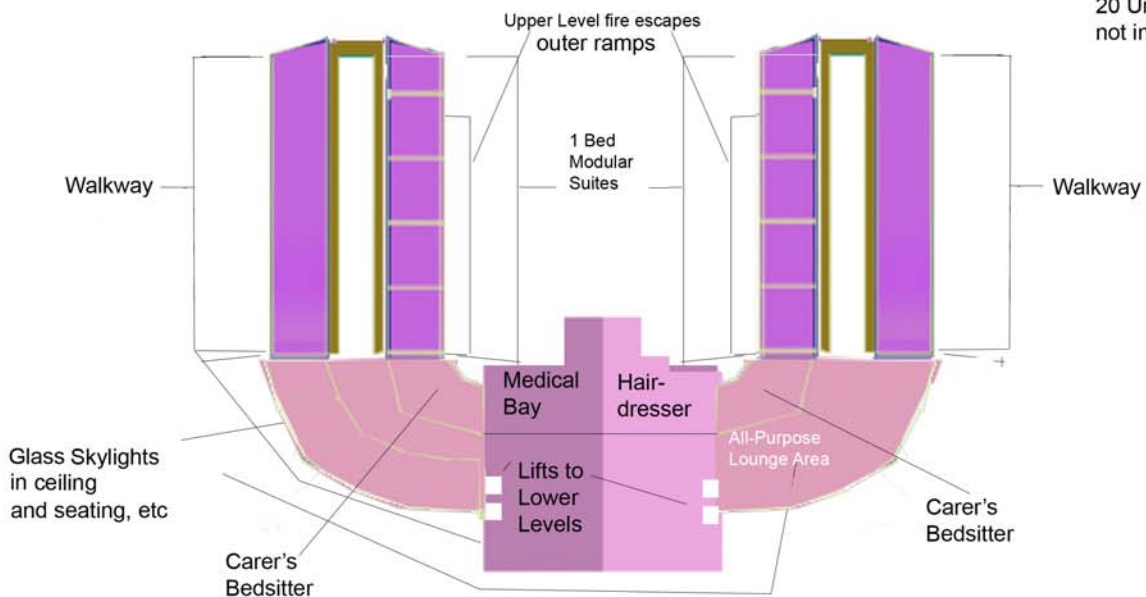 Upper Level fire escapes
outer ramps
20 Un
not in
1 Bed
Modular
Suites
Walkway
Walkway
Medical
Bay
Hair-
dresser
All-Purpose
Lounge Area
Glass Skylights
in ceiling
and seating, etc
Lifts to
Lower
Levels
Carer's
Bedsitter
Carer's
Bedsitter